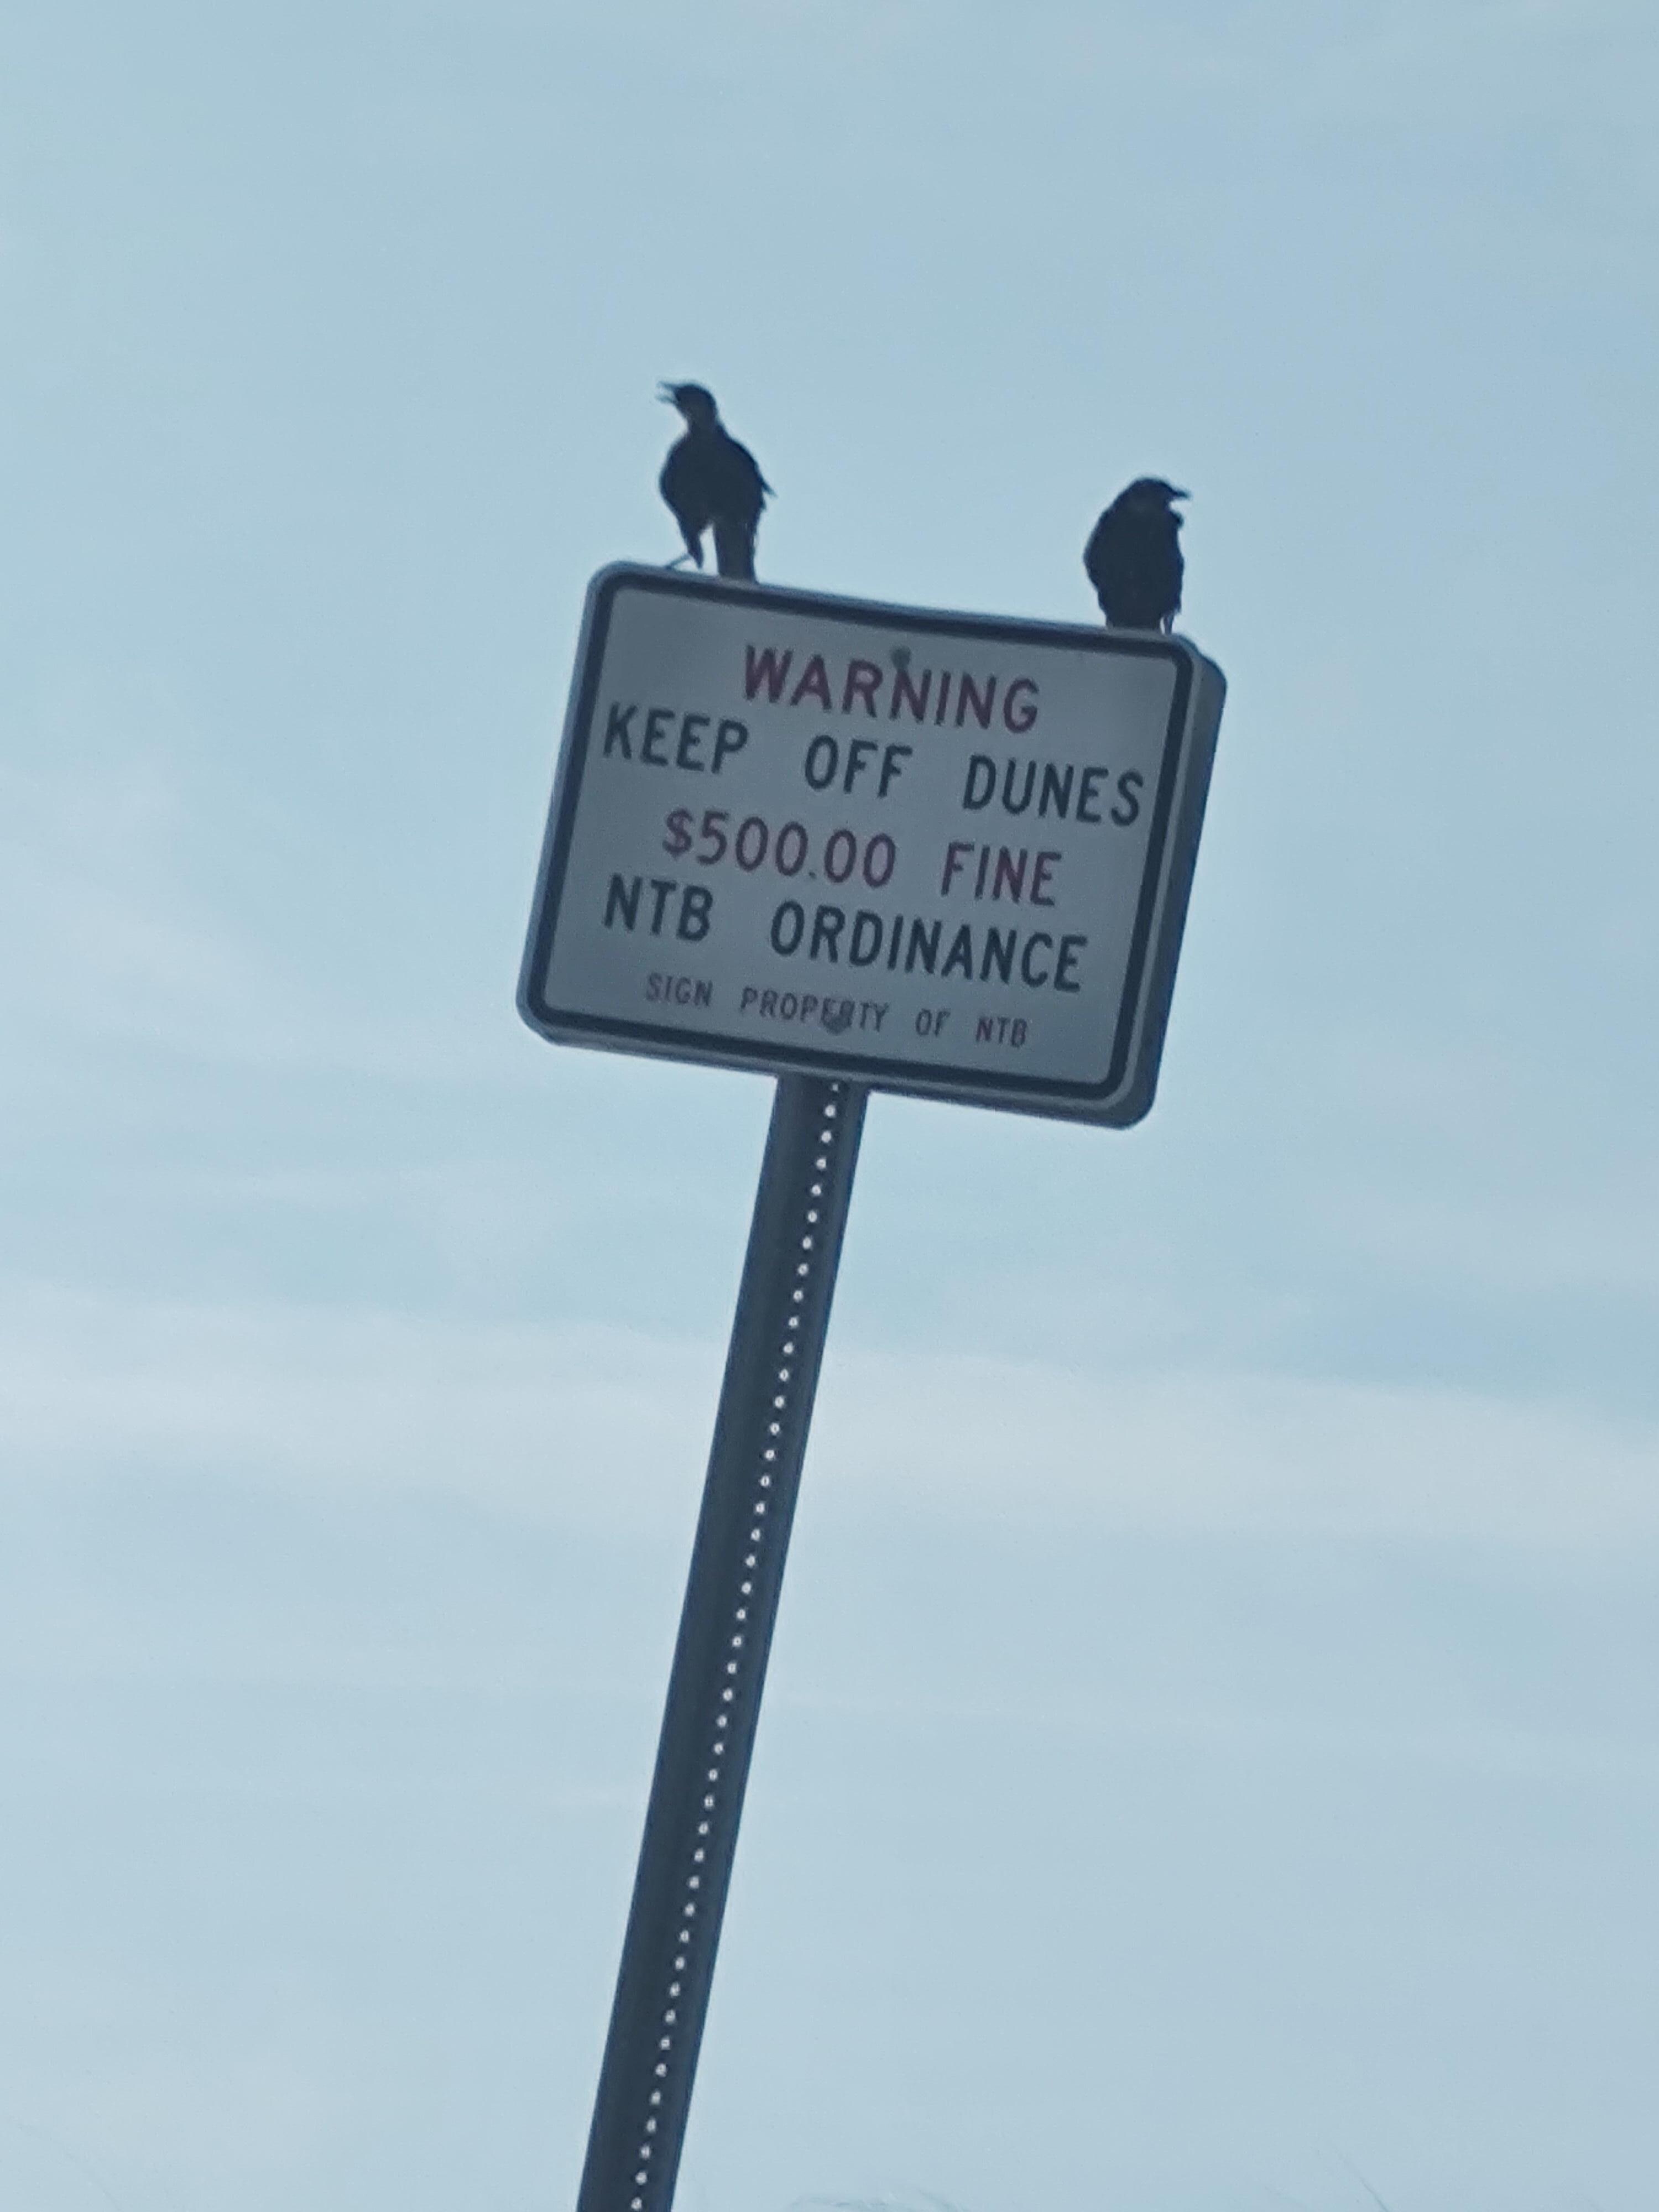 WARNING
KEEP OFF DUNES
$500.00 FINE
NTB ORDINANCE
SIGN PROPERTY OF NTB